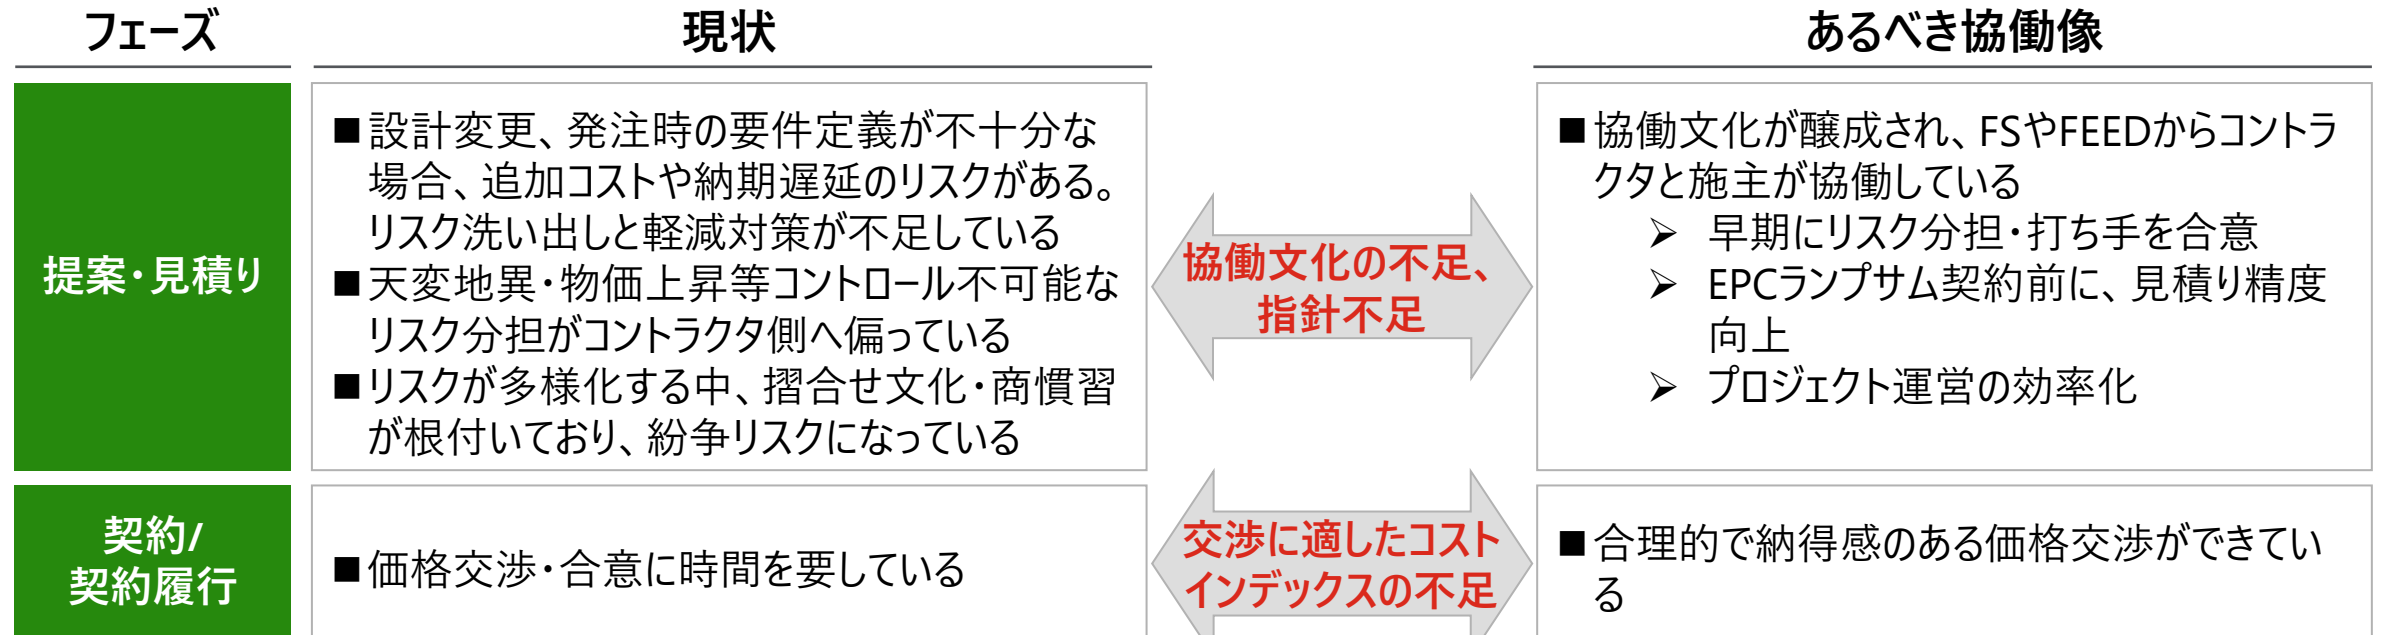 フェーズ
現状
あるべき協働像
提案・見積り
■設計変更、発注時の要件定義が不十分な
場合、追加コストや納期遅延のリスクがある。
リスク洗い出しと軽減対策が不足している
■天変地異・物価上昇等コントロール不可能な
リスク分担がコントラクタ側へ偏っている
■リスクが多様化する中、摺合せ文化・商慣習
が根付いており、紛争リスクになっている
協働文化の不足、
指針不足
■協働文化が醸成され、FSやFEEDからコントラ
クタと施主が協働している
➢ 早期にリスク分担・打ち手を合意
➢ EPCランプサム契約前に、見積り精度
向上
➢ プロジェクト運営の効率化
契約/
契約履行
■価格交渉・合意に時間を要している
交渉に適したコスト
インデックスの不足
■合理的で納得感のある価格交渉ができてい
る